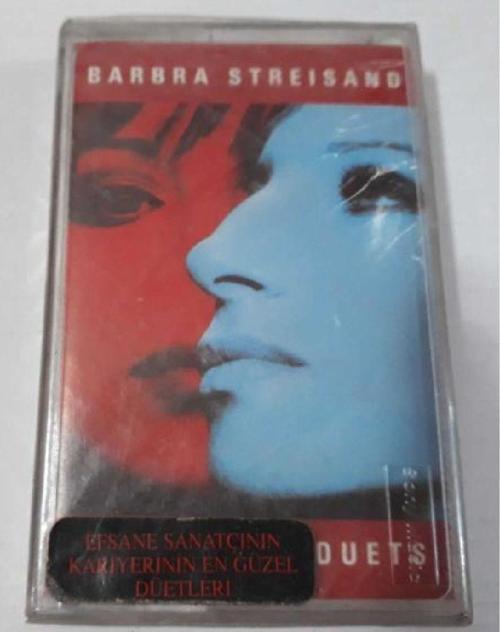 BARBRA STREISAND
DUETS
EFSANE SANATÇININ
KARİYERİNİN EN GÜZEL
DÜETLERİ